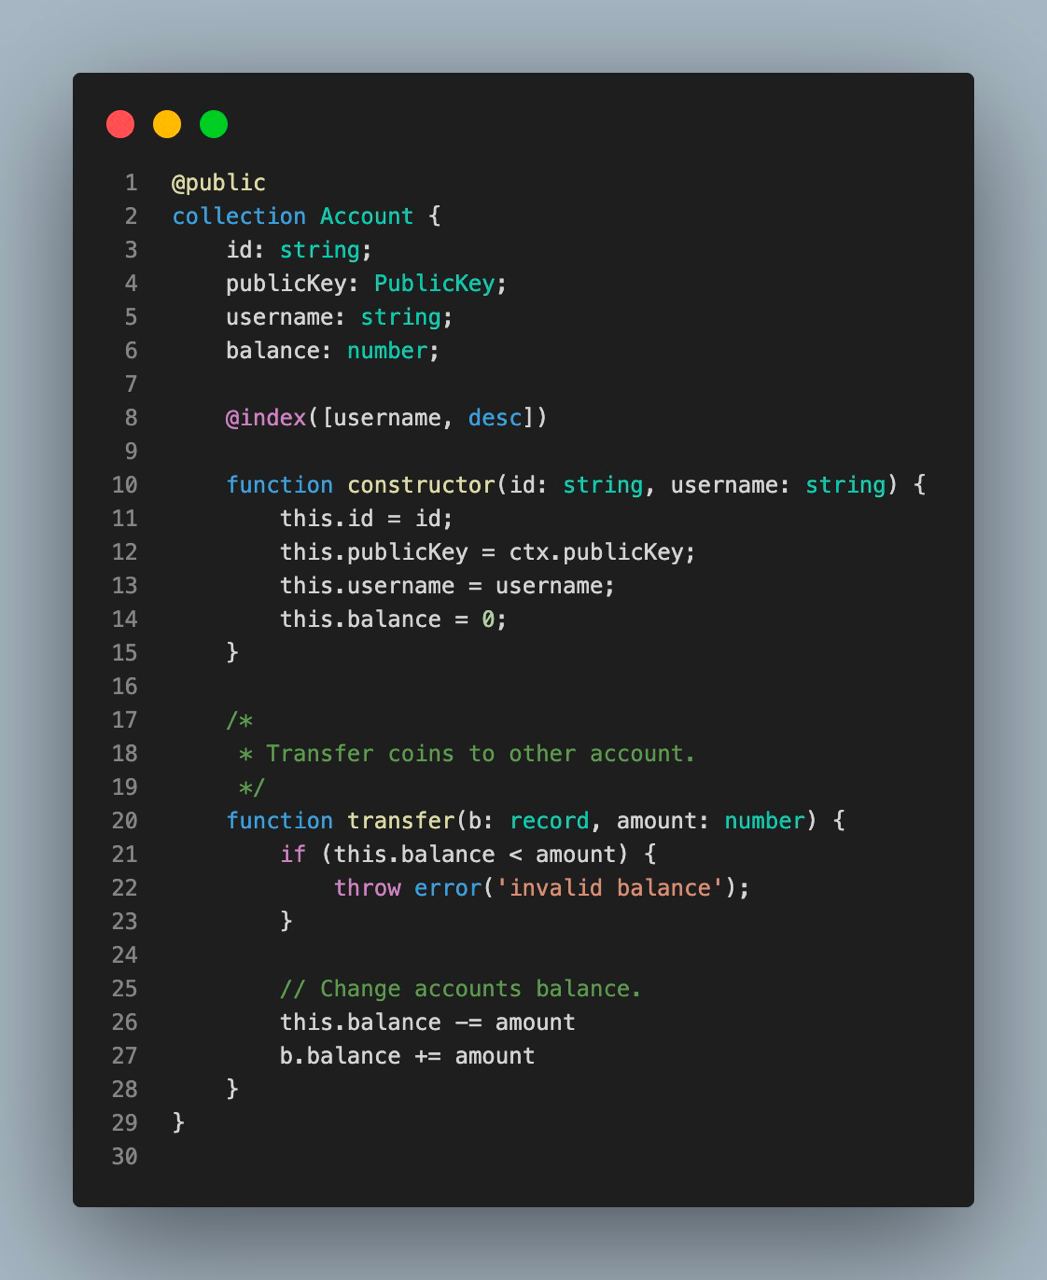 1 @public
2 collection Account {
3     id: string;
4     publicKey: PublicKey;
5     username: string;
6     balance: number;
7
8     @index([username, desc])
9
10     function constructor(id: string, username: string) {
11         this.id = id;
12         this.publicKey = ctx.publicKey;
13         this.username = username;
14         this.balance = 0;
15     }
16
17     /*
18      * Transfer coins to other account.
19      */
20     function transfer(b: record, amount: number) {
21         if (this.balance < amount) {
22             throw error('invalid balance');
23         }
24
25         // Change accounts balance.
26         this.balance -= amount
27         b.balance += amount
28     }
29 }
30